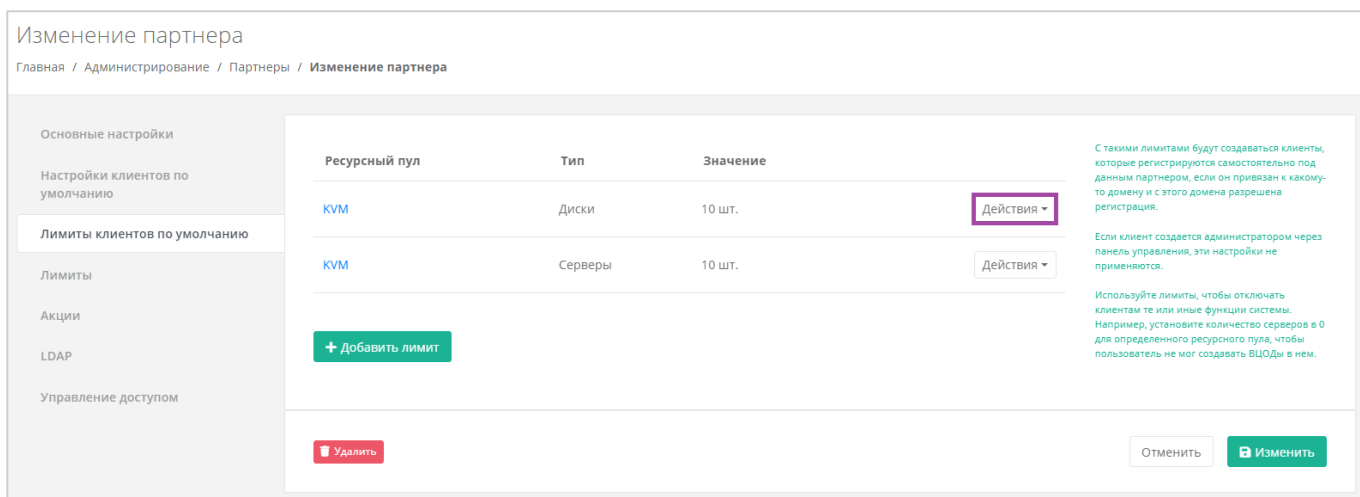 Изменение партнера
Главная / Администрирование / Партнеры / Изменение партнера
Основные настройки
Настройки клиентов по
умолчанию
Лимиты клиентов по умолчанию
Лимиты
Акции
LDAP
Управление доступом
Ресурсный пул Тип Значение
KVM Диски 10 шт. Действия
KVM Серверы 10 шт. Действия
+ Добавить лимит
С такими лимитами будут создаваться клиенты,
которые регистрируются самостоятельно под
данным партнером, если он привязан к какому-
то домену и с этого домена разрешена
регистрация.
Если клиент создается администратором через
панель управления, эти настройки не
применяются.
Используйте лимиты, чтобы отключать
клиентам те или иные функции системы.
Например, установите количество серверов в 0
для определенного ресурсного пула, чтобы
пользователь не мог создавать ВЦОДы в нем.
Удалить
Отменить Изменить